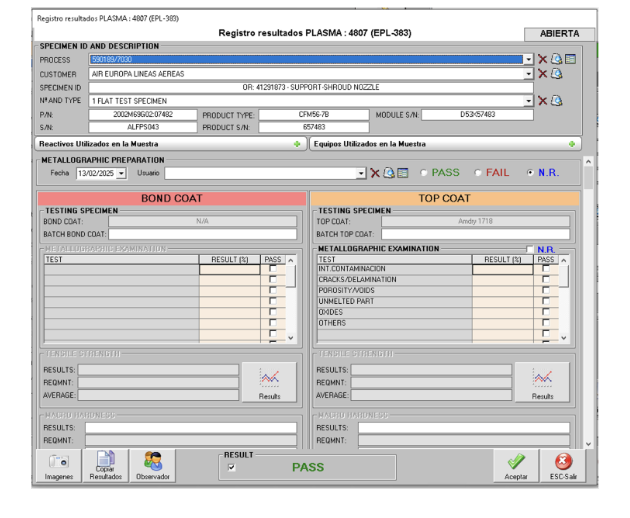 Registro resultados PLASMA : 4807 (EPL-383)
Registro resultados PLASMA : 4807 (EPL-383)
ABIERTA
SPECIMEN ID AND DESCRIPTION
PROCESS 590189/7030
CUSTOMER AIR EUROPA LINEAS AEREAS
SPECIMEN ID OR: 41291873 - SUPPORT-SHROUD NOZZLE
NºAND TYPE 1 FLAT TEST SPECIMEN
P/N: 2002M69G02:07482 PRODUCT TYPE: CFM56-7B MODULE S/N: D53X57483
S/N: ALFPS043 PRODUCT S/N: 657483
Reactivos Utilizados en la Muestra
Equipos Utilizados en la Muestra
METALLOGRAPHIC PREPARATION
Fecha 13/02/2025 Usuario PASS FAIL N.R.
BOND COAT
TESTING SPECIMEN
BOND COAT: N/A
BATCH BOND COAT:
METALLOGRAPHIC EXAMINATION
TEST RESULT (%) PASS
TENSILE STRENGTH
RESULTS:
REQMNT:
AVERAGE:
Results
MACRO HARDNESS
RESULTS:
REQMNT:
TOP COAT
TESTING SPECIMEN
TOP COAT: Amdry 1718
BATCH TOP COAT:
METALLOGRAPHIC EXAMINATION N.R.
TEST RESULT (%) PASS
INT.CONTAMINACION
CRACKS/DELAMINATION
POROSITY/VOIDS
UNMELTED PART
OXIDES
OTHERS
TENSILE STRENGTH
RESULTS:
REQMNT:
AVERAGE:
Results
MACRO HARDNESS
RESULTS:
REQMNT:
Imagenes
Copiar Resultados
Observador
RESULT
PASS
Aceptar
ESC-Salir